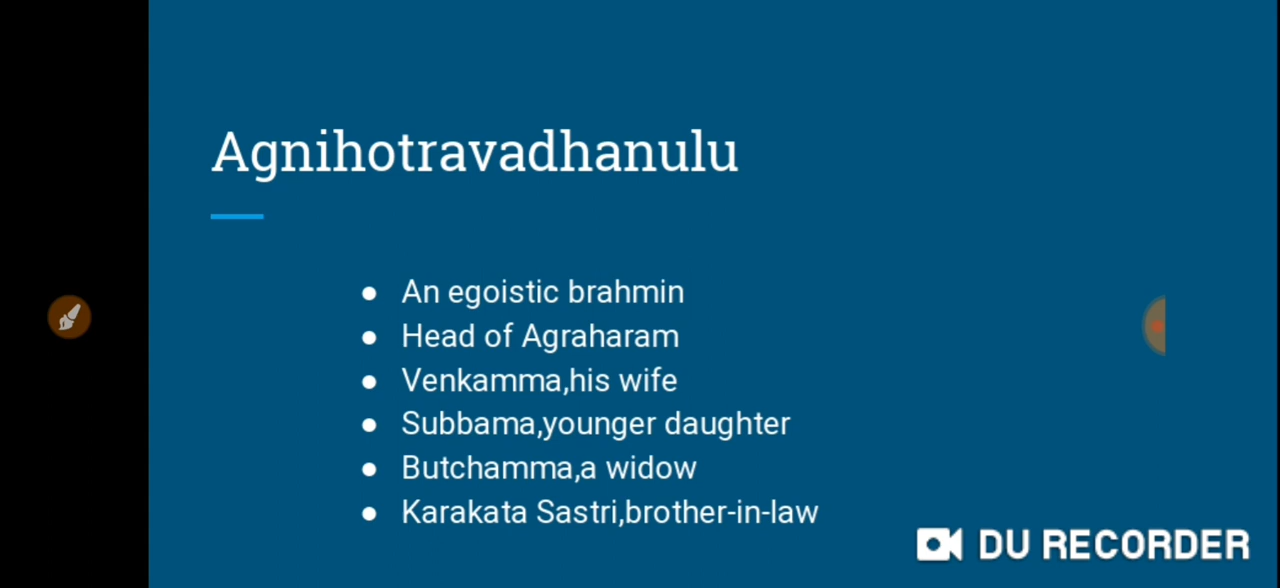 Agnihotravadhanulu
● An egoistic brahmin
● Head of Agraharam
● Venkamma,his wife
● Subbama,younger daughter
● Butchamma,a widow
● Karakata Sastri,brother-in-law
DU RECORDER